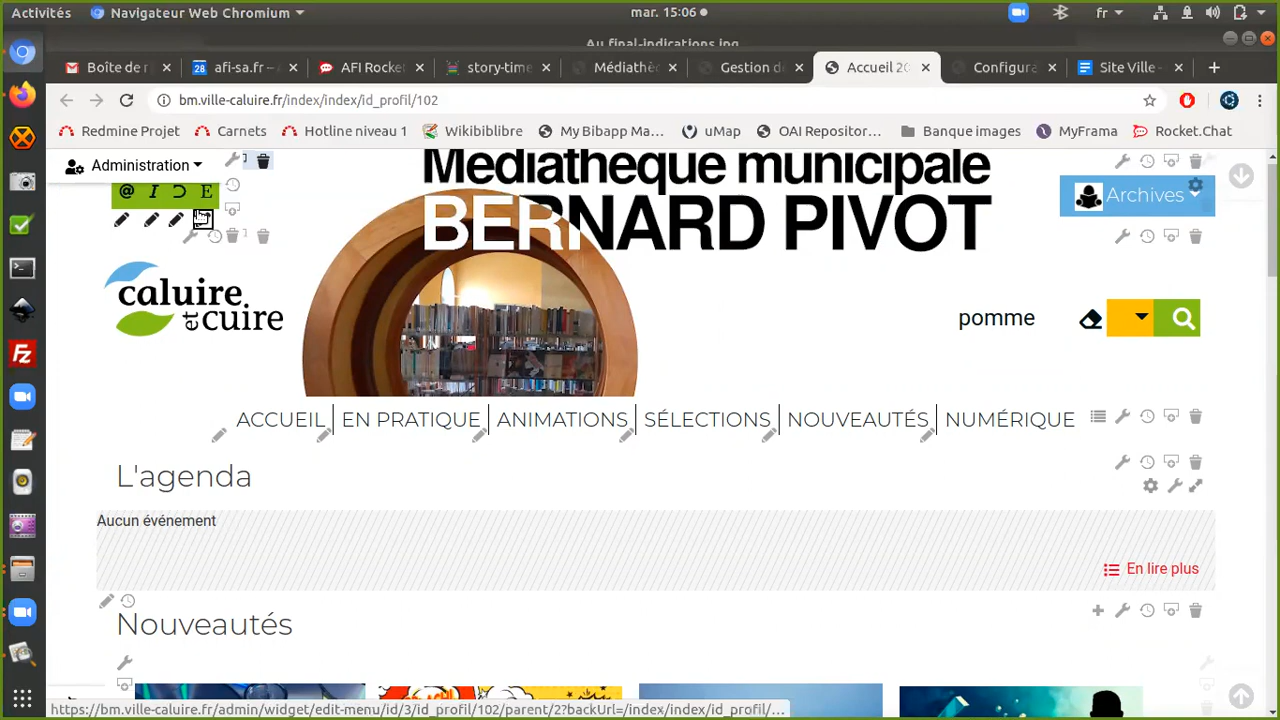 Activités Navigateur Web Chromium mar. 15:06 fr
Au final-indications.jpg
Boîte de r afi-sa.fr – AFI Rocket story-time Médiathè Gestion de Accueil 20 Configura Site Ville -
bm.ville-caluire.fr/index/index/id_profil/102
Redmine Projet Carnets Hotline niveau 1 Wikibiblibre My Bibapp Ma... uMap OAI Repositor... Banque images MyFrama Rocket.Chat
Administration
Mediathèque municipale
@ I E
Archives
BERNARD PIVOT
caluire
et cuire
pomme
ACCUEIL EN PRATIQUE ANIMATIONS SÉLECTIONS NOUVEAUTÉS NUMÉRIQUE
L'agenda
Aucun événement
En lire plus
Nouveautés
https://bm.ville-caluire.fr/admin/widget/edit-menu/id/3/id_profil/102/parent/2?backUrl=/index/index/id_profil/...